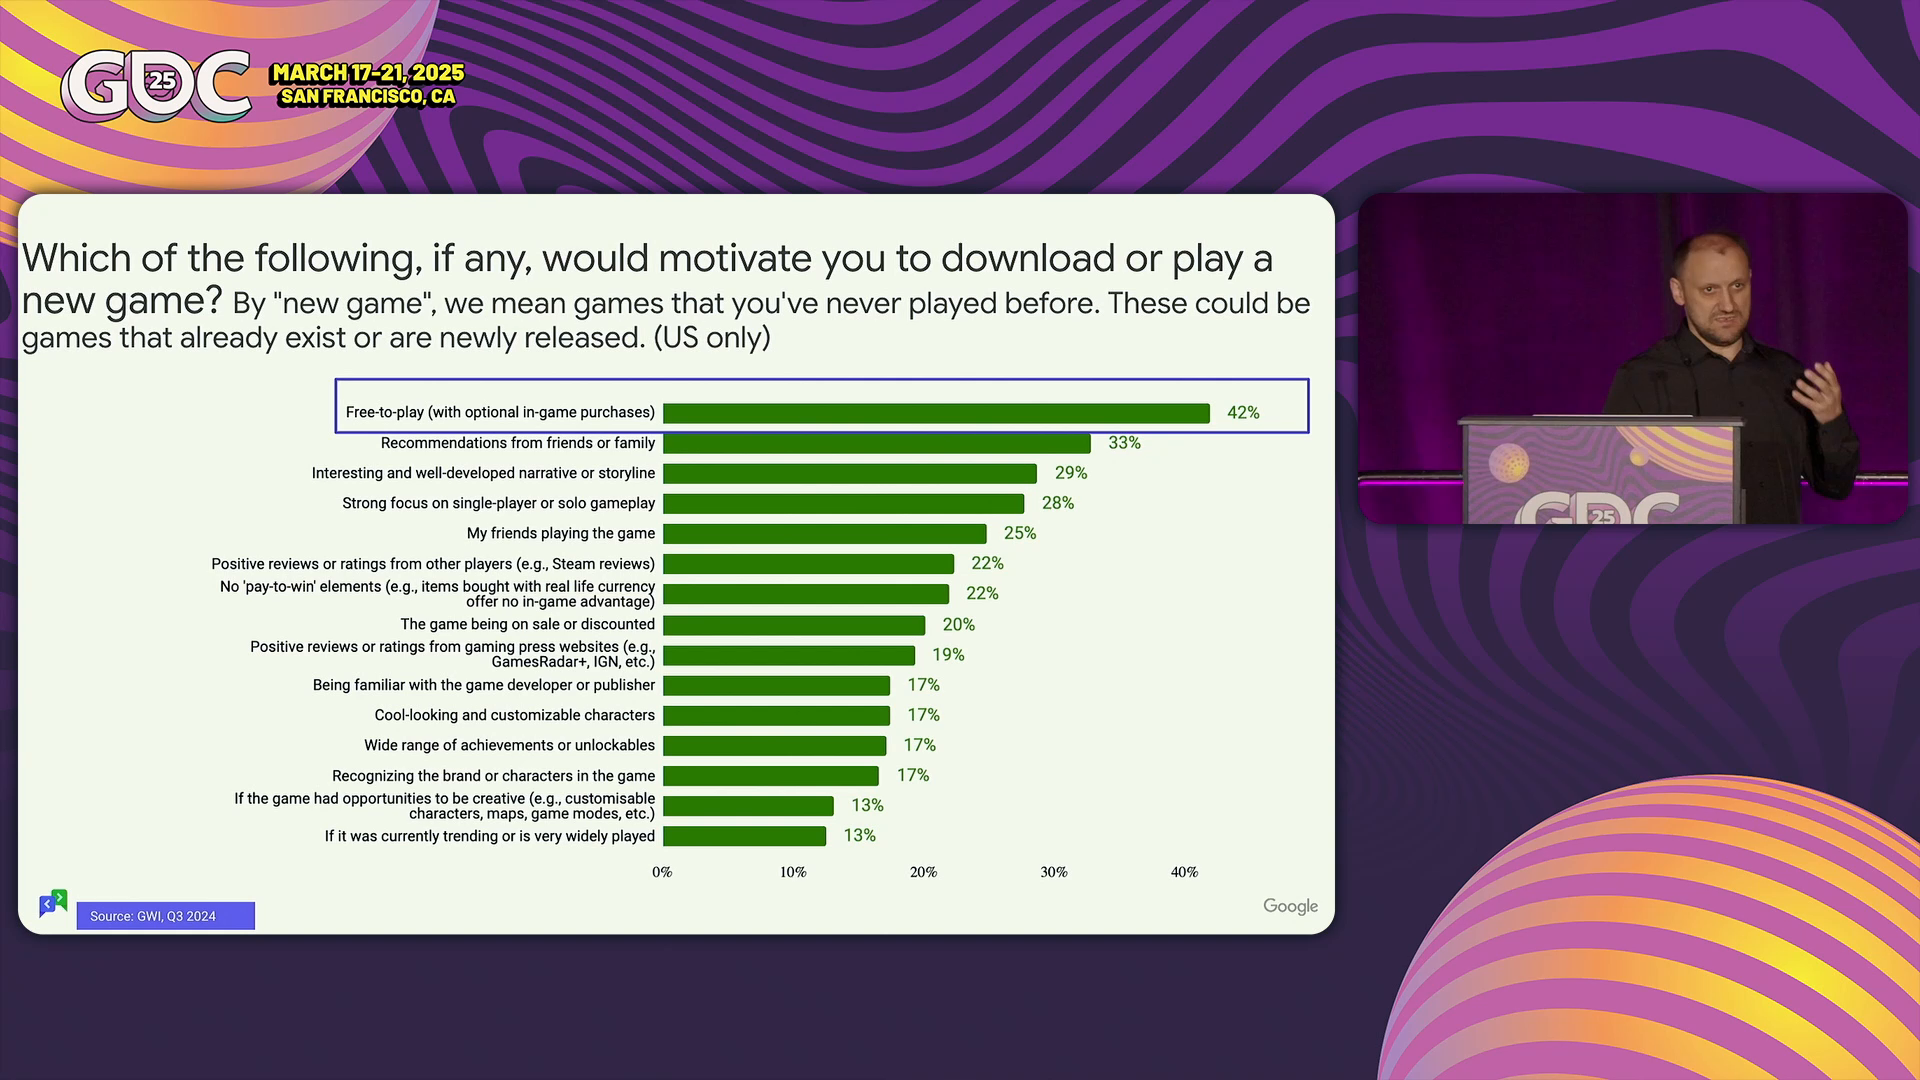 GDC 25
MARCH 17-21, 2025
SAN FRANCISCO, CA
Which of the following, if any, would motivate you to download or play a
new game? By "new game", we mean games that you've never played before. These could be
games that already exist or are newly released. (US only)
Free-to-play (with optional in-game purchases) 42%
Recommendations from friends or family 33%
Interesting and well-developed narrative or storyline 29%
Strong focus on single-player or solo gameplay 28%
My friends playing the game 25%
Positive reviews or ratings from other players (e.g., Steam reviews) 22%
No 'pay-to-win' elements (e.g., items bought with real life currency
offer no in-game advantage) 22%
The game being on sale or discounted 20%
Positive reviews or ratings from gaming press websites (e.g.,
GamesRadar+, IGN, etc.) 19%
Being familiar with the game developer or publisher 17%
Cool-looking and customizable characters 17%
Wide range of achievements or unlockables 17%
Recognizing the brand or characters in the game 17%
If the game had opportunities to be creative (e.g., customisable
characters, maps, game modes, etc.) 13%
If it was currently trending or is very widely played 13%
0% 10% 20% 30% 40%
Source: GWI, Q3 2024
Google
GDC 25